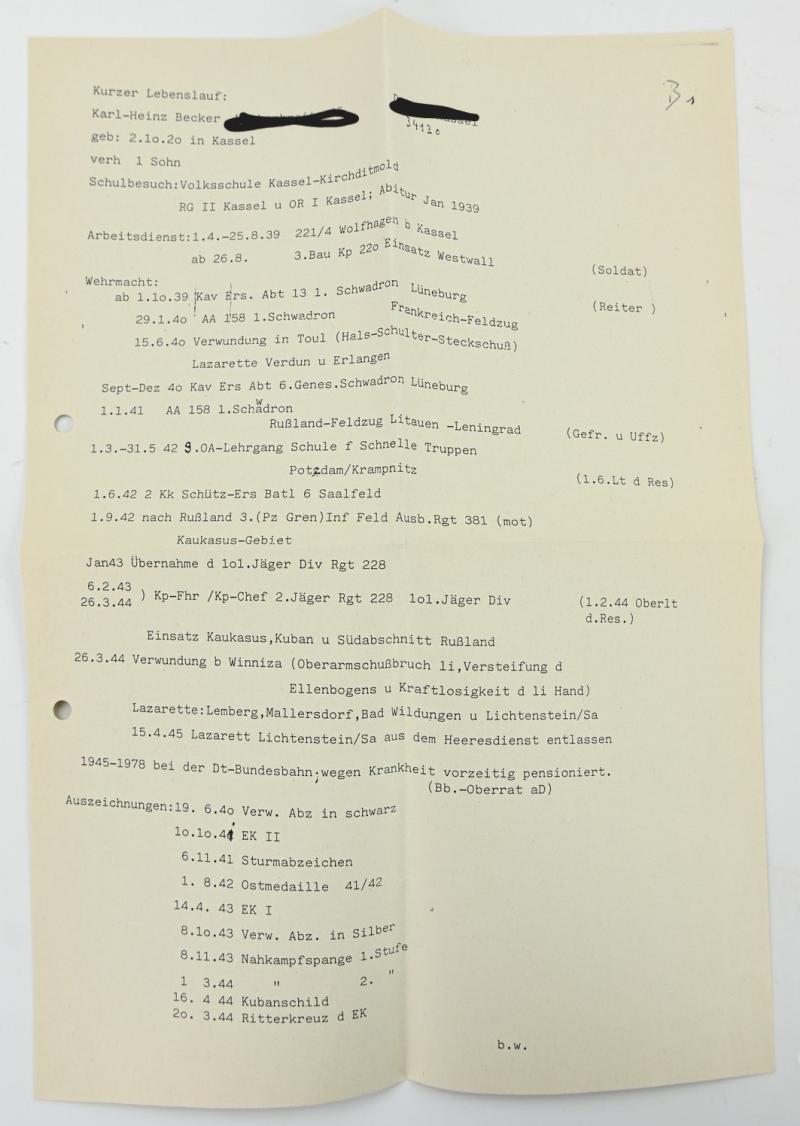 B 1
Kurzer Lebenslauf:
Karl-Heinz Becker
34120
geb: 2.1o.2o in Kassel
verh 1 Sohn
Schulbesuch:Volksschule Kassel-Kirchditmold
RG II Kassel u OR I Kassel; Abitur Jan 1939
Arbeitsdienst:1.4.-25.8.39 221/4 Wolfhagen b Kassel
ab 26.8. 3.Bau Kp 22o Einsatz Westwall
(Soldat)
Wehrmacht:
ab 1.1o.39 Kav Ers. Abt 13 1. Schwadron Lüneburg
(Reiter )
29.1.4o AA 158 1.Schwadron Frankreich-Feldzug
15.6.4o Verwundung in Toul (Hals-Schulter-Steckschuß)
Lazarette Verdun u Erlangen
Sept-Dez 4o Kav Ers Abt 6.Genes.Schwadron Lüneburg
1.1.41 AA 158 1.Schwadron
Rußland-Feldzug Litauen -Leningrad
(Gefr. u Uffz)
1.3.-31.5 42 9.OA-Lehrgang Schule f Schnelle Truppen
Potsdam/Krampnitz
(1.6.Lt d Res)
1.6.42 2 Kk Schütz-Ers Batl 6 Saalfeld
1.9.42 nach Rußland 3.(Pz Gren)Inf Feld Ausb.Rgt 381 (mot)
Kaukasus-Gebiet
Jan43 Übernahme d 1o1.Jäger Div Rgt 228
6.2.43
26.3.44 ) Kp-Fhr /Kp-Chef 2.Jäger Rgt 228 1o1.Jäger Div
(1.2.44 Oberlt
d.Res.)
Einsatz Kaukasus,Kuban u Südabschnitt Rußland
26.3.44 Verwundung b Winniza (Oberarmschußbruch li,Versteifung d
Ellenbogens u Kraftlosigkeit d li Hand)
Lazarette:Lemberg,Mallersdorf,Bad Wildungen u Lichtenstein/Sa
15.4.45 Lazarett Lichtenstein/Sa aus dem Heeresdienst entlassen
1945-1978 bei der Dt-Bundesbahn;wegen Krankheit vorzeitig pensioniert.
(Bb.-Oberrat aD)
Auszeichnungen:19. 6.4o Verw. Abz in schwarz
1o.1o.41 EK II
6.11.41 Sturmabzeichen
1. 8.42 Ostmedaille 41/42
14.4. 43 EK I
8.1o.43 Verw. Abz. in Silber
8.11.43 Nahkampfspange 1.Stufe
1 3.44 " 2. "
16. 4 44 Kubanschild
2o. 3.44 Ritterkreuz d EK
b.w.